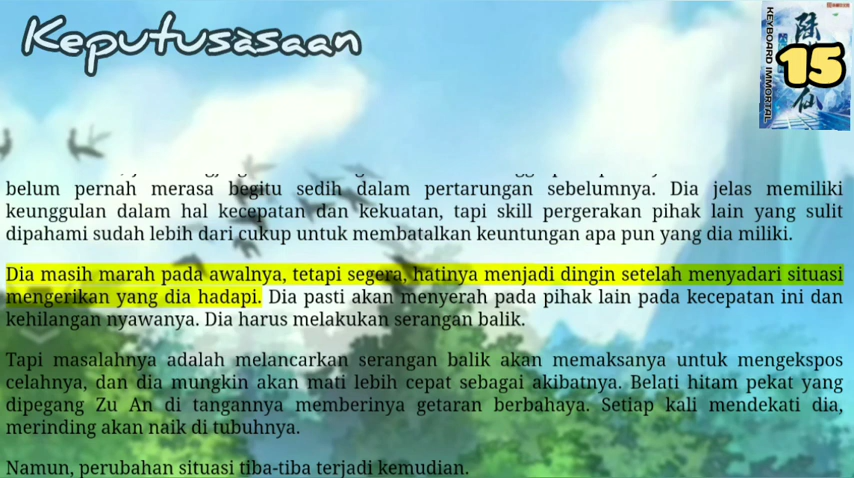 Keputusàsaan
KEYBOARD IMMORTAL
15
belum pernah merasa begitu sedih dalam pertarungan sebelumnya. Dia jelas memiliki
keunggulan dalam hal kecepatan dan kekuatan, tapi skill pergerakan pihak lain yang sulit
dipahami sudah lebih dari cukup untuk membatalkan keuntungan apa pun yang dia miliki.
Dia masih marah pada awalnya, tetapi segera, hatinya menjadi dingin setelah menyadari situasi
mengerikan yang dia hadapi. Dia pasti akan menyerah pada pihak lain pada kecepatan ini dan
kehilangan nyawanya. Dia harus melakukan serangan balik.
Tapi masalahnya adalah melancarkan serangan balik akan memaksanya untuk mengekspos
celahnya, dan dia mungkin akan mati lebih cepat sebagai akibatnya. Belati hitam pekat yang
dipegang Zu An di tangannya memberinya getaran berbahaya. Setiap kali mendekati dia,
merinding akan naik di tubuhnya.
Namun, perubahan situasi tiba-tiba terjadi kemudian.